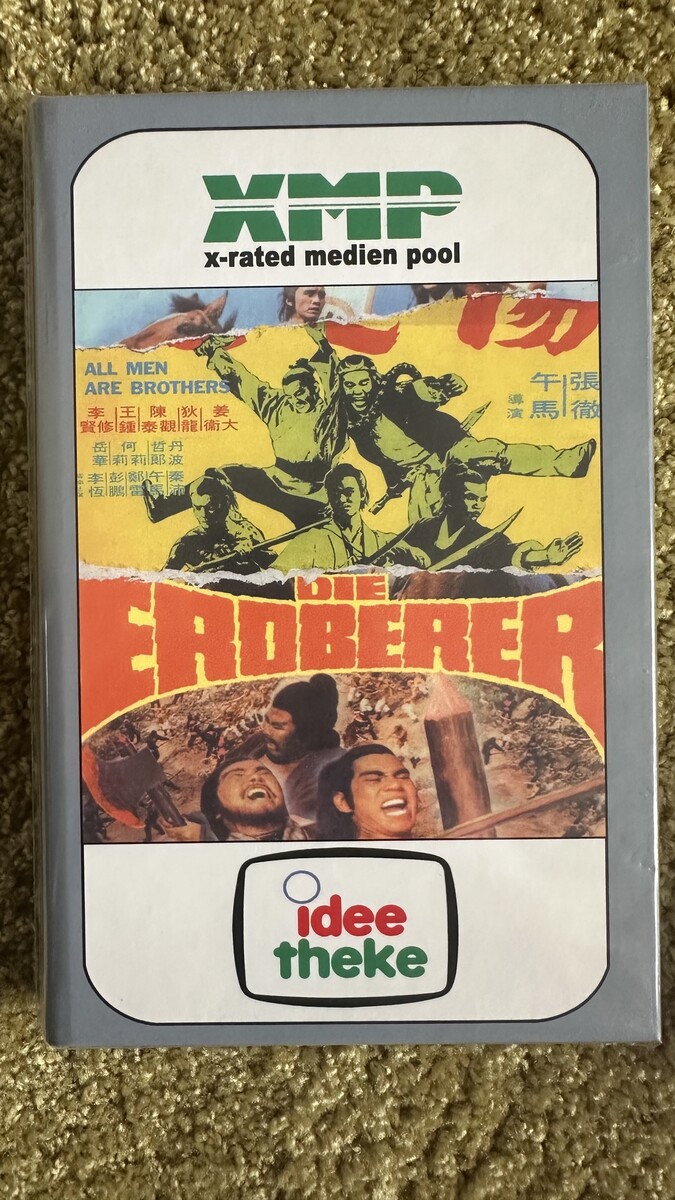 XMP
x-rated medien pool
張徹
午馬
導演
ALL MEN
ARE BROTHERS
姜大衛
狄龍
陳觀泰
王鍾
李修賢
丹波哲郎
何莉莉
岳華
秦沛
午馬
鄭雷
彭鵬
李恆
DIE
EROBERER
idee
theke